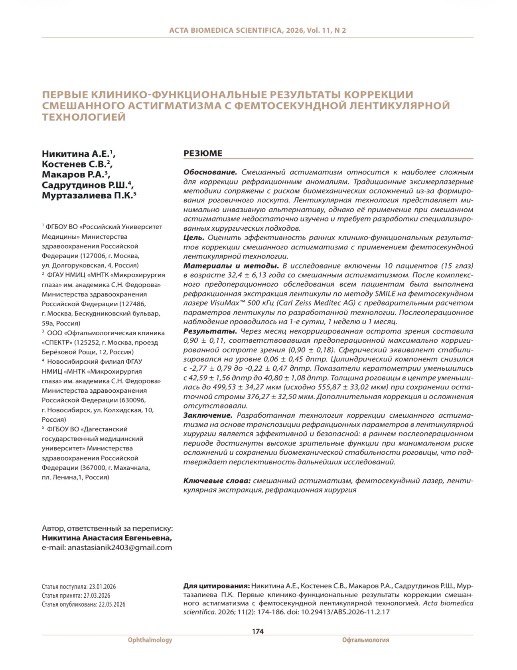 ACTA BIOMEDICA SCIENTIFICA, 2026, Vol. 11, N 2
ПЕРВЫЕ КЛИНИКО-ФУНКЦИОНАЛЬНЫЕ РЕЗУЛЬТАТЫ КОРРЕКЦИИ
СМЕШАННОГО АСТИГМАТИЗМА С ФЕМТОСЕКУНДНОЙ ЛЕНТИКУЛЯРНОЙ
ТЕХНОЛОГИЕЙ
Никитина А.Е.¹,
Костенев С.В.²,
Макаров Р.А.³,
Садрутдинов Р.Ш.⁴,
Муртазалиева П.К.⁵
¹ ФГБОУ ВО «Российский Университет
Медицины» Министерства
здравоохранения Российской
Федерации (127006, г. Москва,
ул. Долгоруковская, 4, Россия)
² ФГАУ НМИЦ «МНТК «Микрохирургия
глаза» им. академика С.Н. Федорова»
Министерства здравоохранения
Российской Федерации (127486,
г. Москва, Бескудниковский бульвар,
59а, Россия)
³ ООО «Офтальмологическая клиника
«СПЕКТР» (125252, г. Москва, проезд
Берёзовой Рощи, 12, Россия)
⁴ Новосибирский филиал ФГАУ
НМИЦ «МНТК «Микрохирургия
глаза» им. академика С.Н. Федорова»
Министерства здравоохранения
Российской Федерации (630096,
г. Новосибирск, ул. Колхидская, 10,
Россия)
⁵ ФГБОУ ВО «Дагестанский
государственный медицинский
университет» Министерства
здравоохранения Российской
Федерации (367000, г. Махачкала,
пл. Ленина,1, Россия)
Автор, ответственный за переписку:
Никитина Анастасия Евгеньевна,
e-mail: anastasianik2403@gmail.com
РЕЗЮМЕ
Обоснование. Смешанный астигматизм относится к наиболее сложным
для коррекции рефракционным аномалиям. Традиционные эксимерлазерные
методики сопряжены с риском биомеханических осложнений из-за формиро-
вания роговичного лоскута. Лентикулярная технология представляет ми-
нимально инвазивную альтернативу, однако её применение при смешанном
астигматизме недостаточно изучено и требует разработки специализиро-
ванных хирургических подходов.
Цель. Оценить эффективность ранних клинико-функциональных результа-
тов коррекции смешанного астигматизма с применением фемтосекундной
лентикулярной технологии.
Материалы и методы. В исследование включены 10 пациентов (15 глаз)
в возрасте 32,4 ± 6,13 года со смешанным астигматизмом. После комплекс-
ного предоперационного обследования всем пациентам была выполнена
рефракционная экстракция лентикулы по методу SMILE на фемтосекундном
лазере VisuMax™ 500 кГц (Carl Zeiss Meditec AG) с предварительным расчетом
параметров лентикулы по разработанной технологии. Послеоперационное
наблюдение проводилось на 1-е сутки, 1 неделю и 1 месяц.
Результаты. Через месяц некорригированная острота зрения составила
0,90 ± 0,11, соответствовавшая предоперационной максимально корригиро-
ванной остроте зрения (0,90 ± 0,18). Сферический эквивалент стабили-
зировался на уровне 0,06 ± 0,45 дптр. Цилиндрический компонент снизился
с -2,77 ± 0,79 до -0,22 ± 0,47 дптр. Показатели кератометрии уменьшились
с 42,59 ± 1,56 дптр до 40,80 ± 1,08 дптр. Толщина роговицы в центре уменьши-
лась до 499,53 ± 34,27 мкм (исходно 555,87 ± 33,02 мкм) при сохранении оста-
точной стромы 376,27 ± 32,50 мкм. Дополнительная коррекция и осложнения
отсутствовали.
Заключение. Разработанная технология коррекции смешанного астигма-
тизма на основе транспозиции рефракционных параметров в лентикулярной
хирургии является эффективной и безопасной: в раннем послеоперационном
периоде достигнуты высокие зрительные функции при минимальном риске
осложнений и сохранении биомеханической стабильности роговицы, что под-
тверждает перспективность дальнейших исследований.
Ключевые слова: смешанный астигматизм, фемтосекундный лазер, ленти-
кулярная экстракция, рефракционная хирургия
Статья поступила: 23.01.2026
Статья принята: 27.03.2026
Статья опубликована: 22.05.2026
Для цитирования: Никитина А.Е., Костенев С.В., Макаров Р.А., Садрутдинов Р.Ш., Мур-
тазалиева П.К. Первые клинико-функциональные результаты коррекции смешан-
ного астигматизма с фемтосекундной лентикулярной технологией. Acta biomedica
scientifica. 2026; 11(2): 174-186. doi: 10.29413/ABS.2026-11.2.17
174
Ophthalmology
Офтальмология